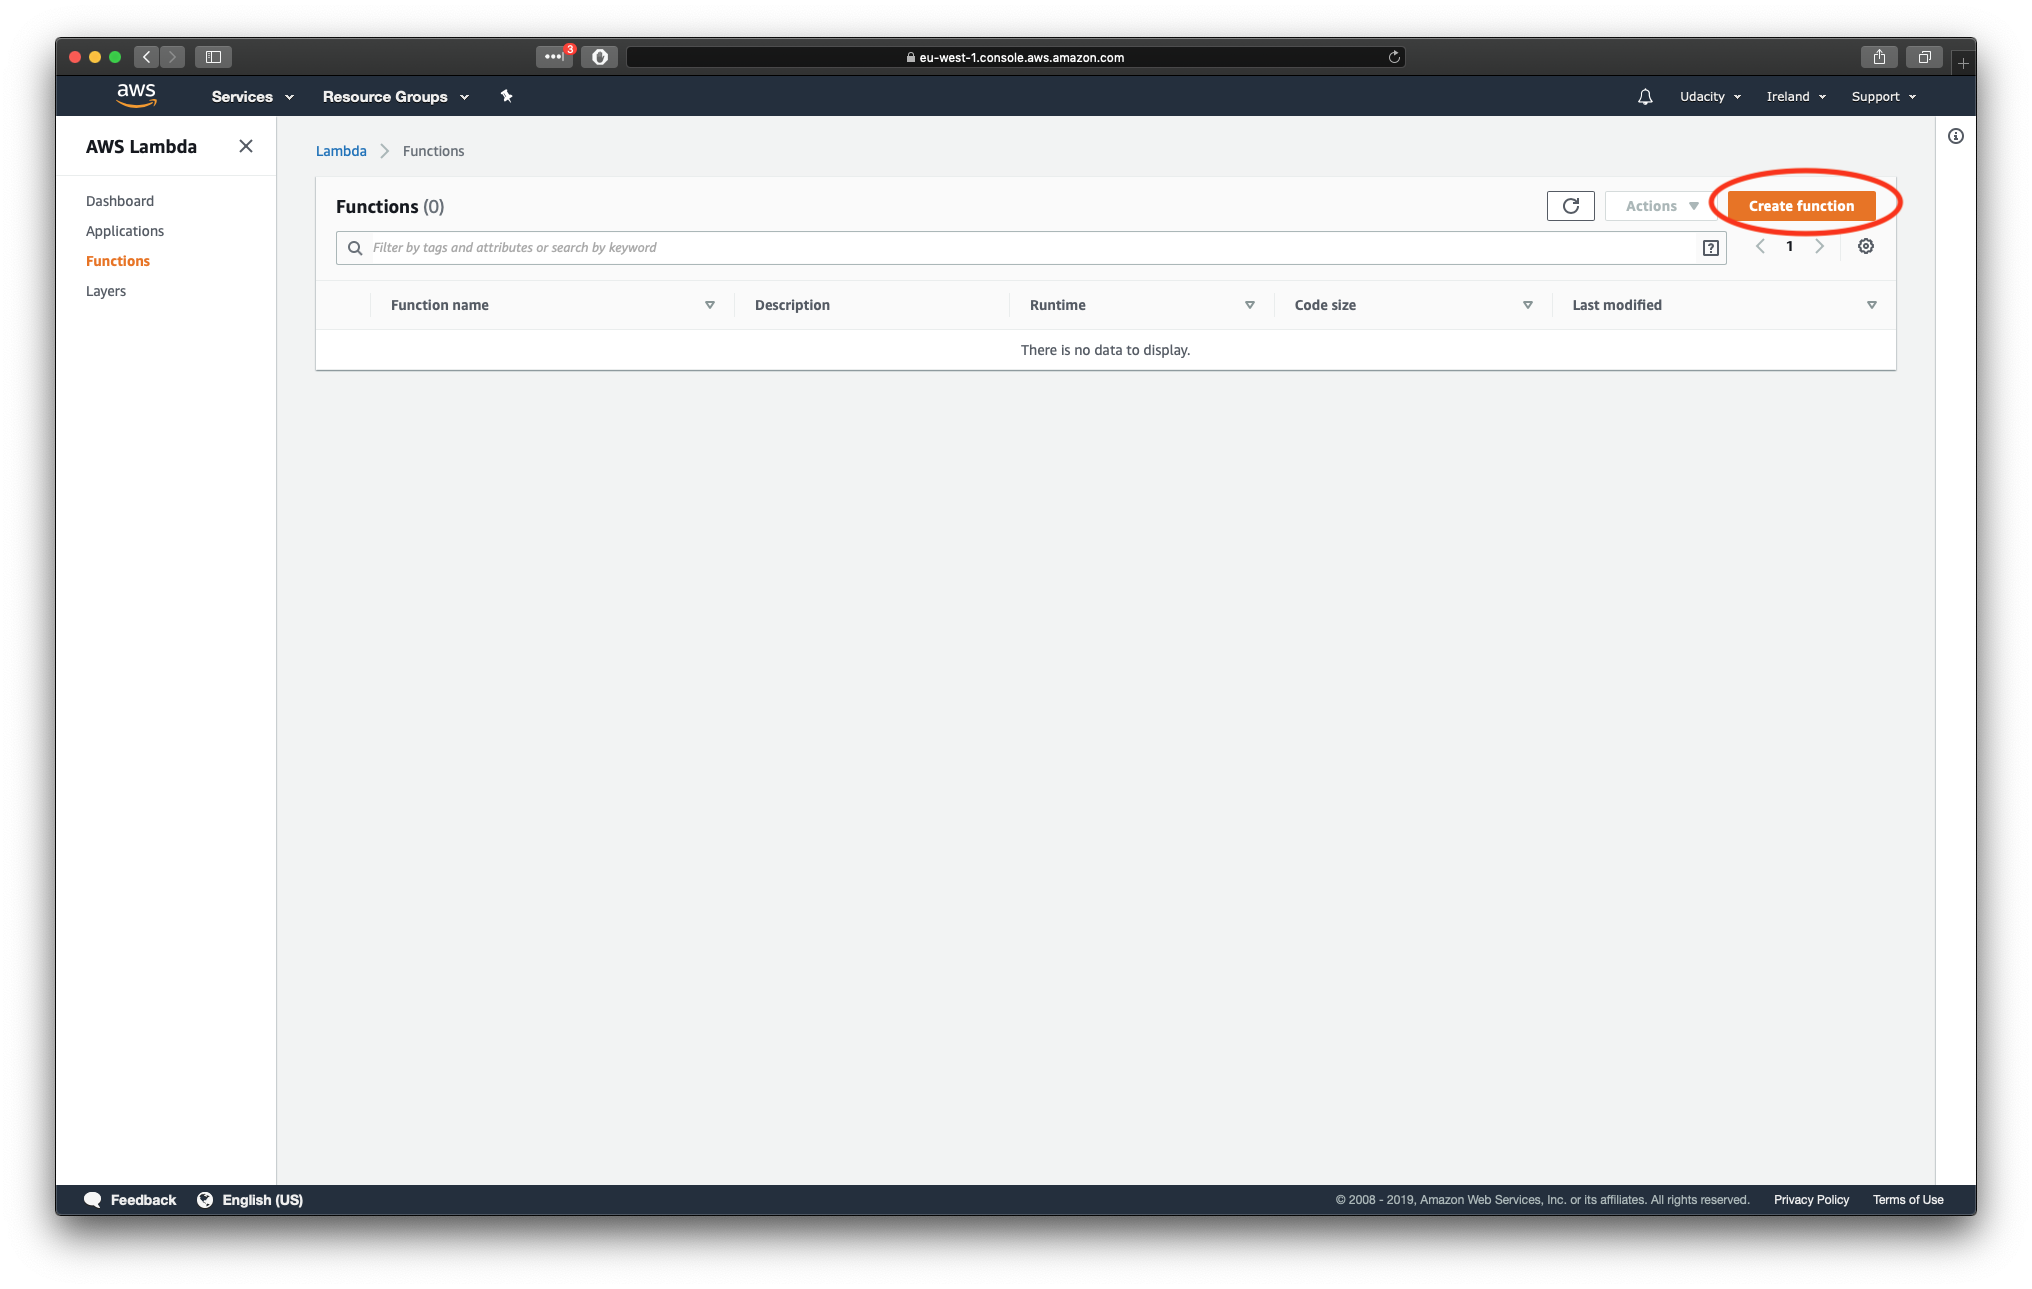 3
eu-west-1.console.aws.amazon.com
aws
Services
Resource Groups
Udacity
Ireland
Support
AWS Lambda
Dashboard
Applications
Functions
Layers
Lambda
Functions
Functions (0)
Actions
Create function
Filter by tags and attributes or search by keyword
1
Function name
Description
Runtime
Code size
Last modified
There is no data to display.
Feedback
English (US)
© 2008 - 2019, Amazon Web Services, Inc. or its affiliates. All rights reserved.
Privacy Policy
Terms of Use